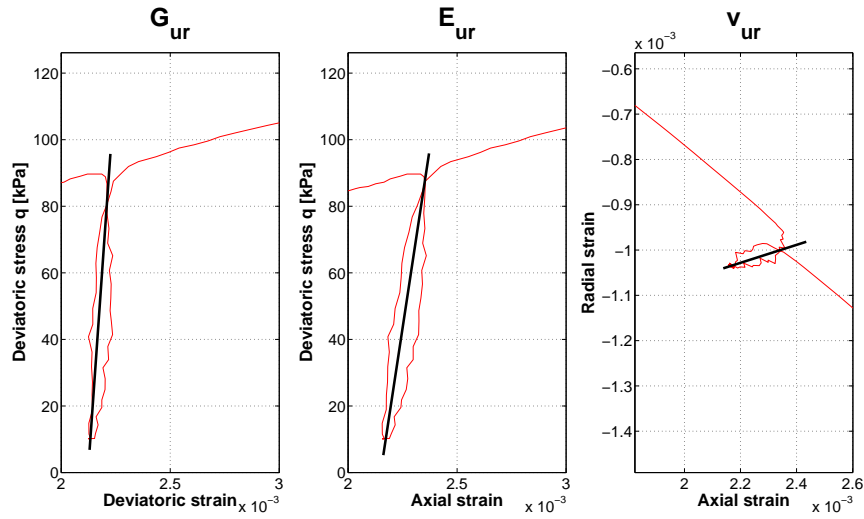 G_ur
120
100
80
60
40
20
0
Deviatoric stress q [kPa]
2
2.5
3
Deviatoric strain
x 10^-3
E_ur
120
100
80
60
40
20
0
Deviatoric stress q [kPa]
2
2.5
3
Axial strain
x 10^-3
v_ur
x 10^-3
-0.6
-0.7
-0.8
-0.9
-1
-1.1
-1.2
-1.3
-1.4
Radial strain
2
2.2
2.4
2.6
Axial strain
x 10^-3